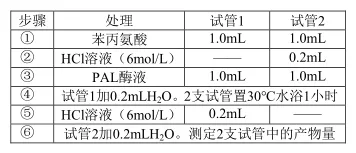 步骤 处理 试管1 试管2
① 苯丙氨酸 1.0mL 1.0mL
② HCl溶液（6mol/L） —— 0.2mL
③ PAL酶液 1.0mL 1.0mL
④ 试管1加0.2mLH₂O。2支试管置30℃水浴1小时
⑤ HCl溶液（6mol/L） 0.2mL ——
⑥ 试管2加0.2mLH₂O。测定2支试管中的产物量